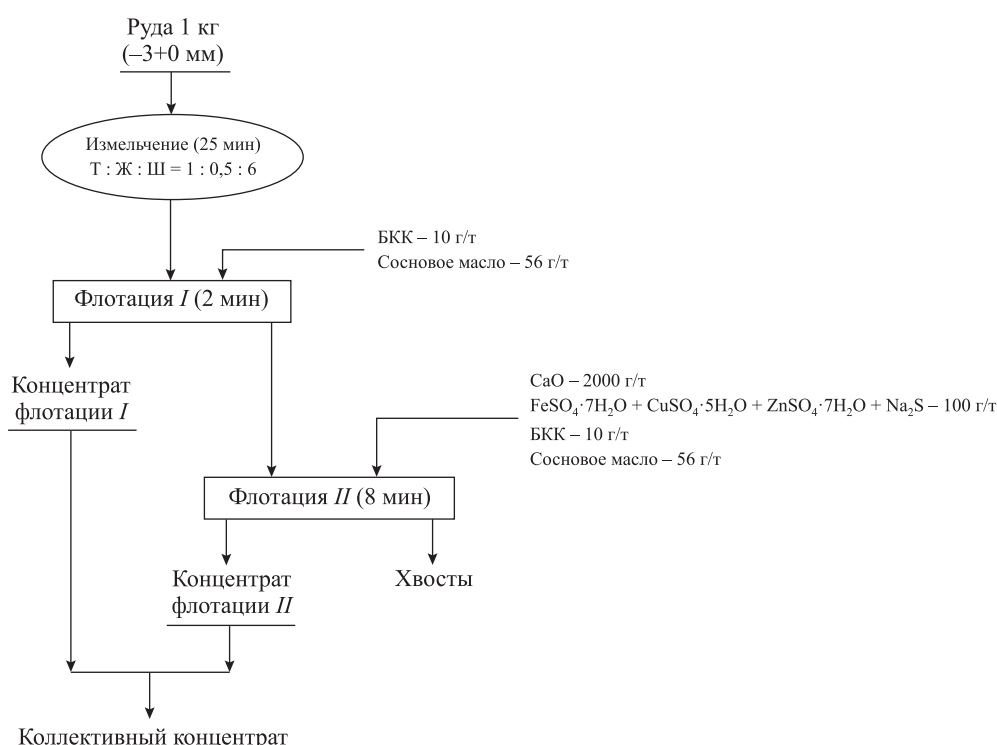 Руда 1 кг
(–3+0 мм)
Измельчение (25 мин)
Т : Ж : Ш = 1 : 0,5 : 6
БКК – 10 г/т
Сосновое масло – 56 г/т
Флотация I (2 мин)
Концентрат
флотации I
CaO – 2000 г/т
FeSO₄·7H₂O + CuSO₄·5H₂O + ZnSO₄·7H₂O + Na₂S – 100 г/т
БКК – 10 г/т
Сосновое масло – 56 г/т
Флотация II (8 мин)
Концентрат
флотации II
Хвосты
Коллективный концентрат